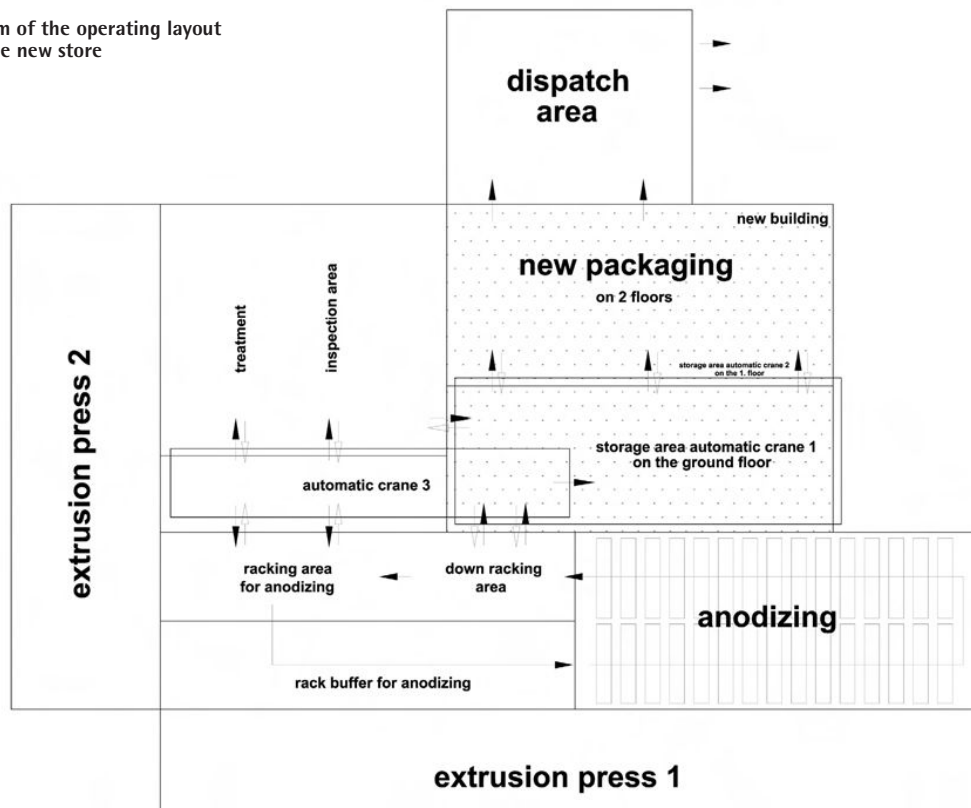 of the operating layout
new store
dispatch
area
new building
new packaging
on 2 floors
treatment
inspection area
extrusion press 2
storage area automatic crane 2
on the 1. floor
storage area automatic crane 1
on the ground floor
automatic crane 3
racking area
for anodizing
down racking
area
anodizing
rack buffer for anodizing
extrusion press 1